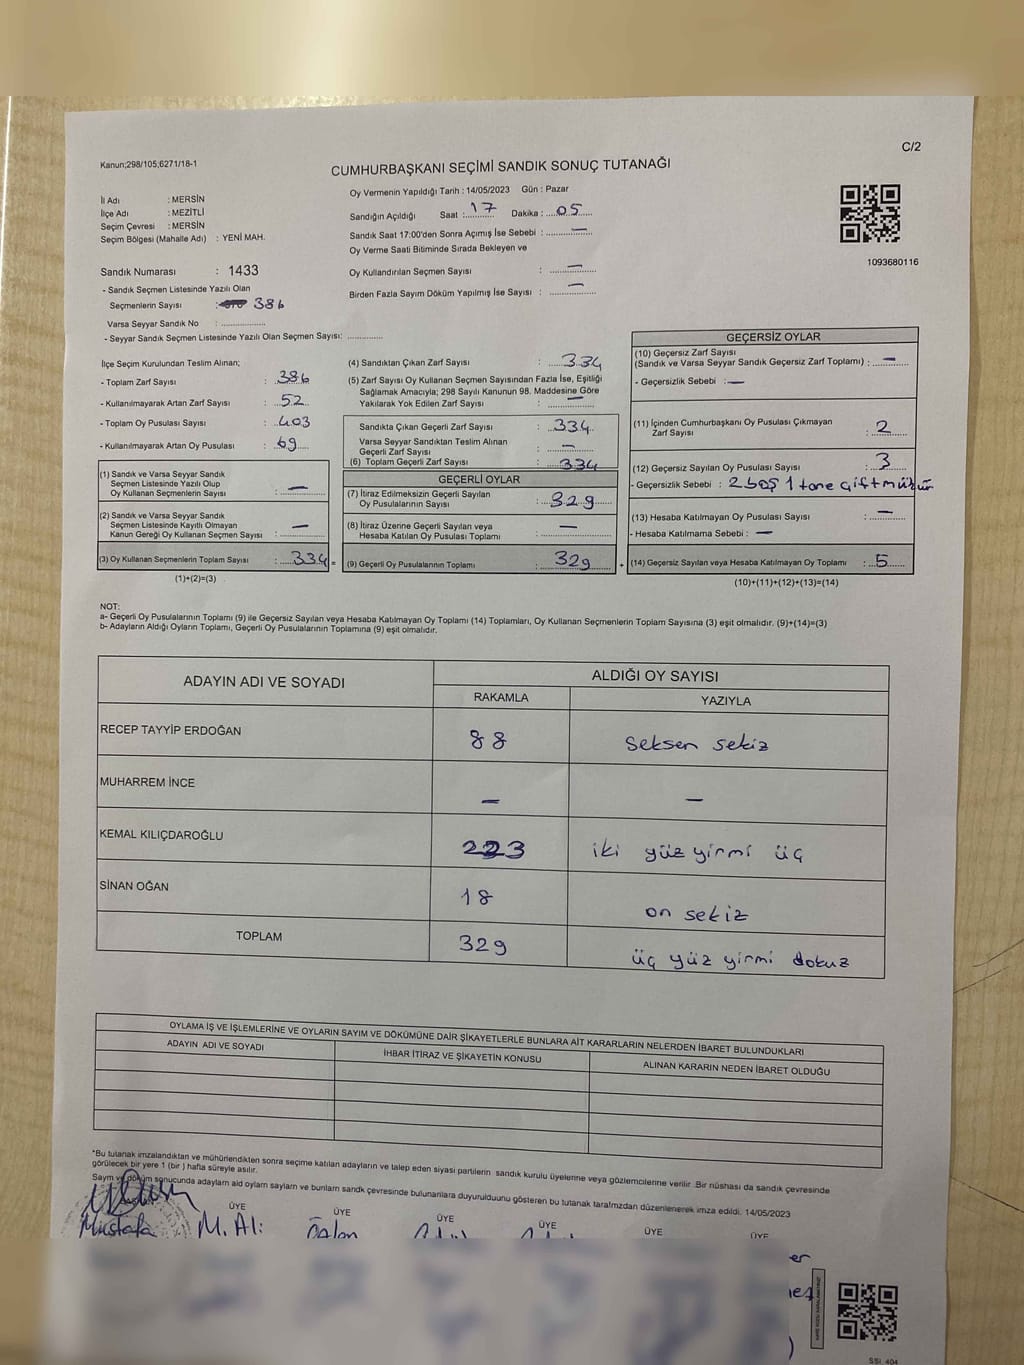 C/2
Kanun;298/105,6271/18-1
CUMHURBAŞKANI SEÇİMİ SANDIK SONUÇ TUTANAĞI
İl Adı : MERSİN
İlçe Adı : MEZİTLİ
Seçim Çevresi : MERSİN
Seçim Bölgesi (Mahalle Adı) : YENİ MAH.
Oy Vermenin Yapıldığı Tarih : 14/05/2023 Gün : Pazar
Sandığın Açıldığı Saat : 17 Dakika : 05
Sandık Saat 17:00'den Sonra Açımış İse Sebebi : —
Oy Verme Saati Bitiminde Sırada Bekleyen ve
Oy Kullandırılan Seçmen Sayısı : —
Birden Fazla Sayım Döküm Yapılmış İse Sayısı : —
1093680116
Sandık Numarası : 1433
- Sandık Seçmen Listesinde Yazılı Olan
Seçmenlerin Sayısı : 386
Varsa Seyyar Sandık No :
- Seyyar Sandık Seçmen Listesinde Yazılı Olan Seçmen Sayısı:
İlçe Seçim Kurulundan Teslim Alınan;
- Toplam Zarf Sayısı : 386
- Kullanılmayarak Artan Zarf Sayısı : 52
- Toplam Oy Pusulası Sayısı : 403
- Kullanılmayarak Artan Oy Pusulası : 69
(1) Sandık ve Varsa Seyyar Sandık
Seçmen Listesinde Yazılı Olup
Oy Kullanan Seçmenlerin Sayısı : —
(2) Sandık ve Varsa Seyyar Sandık
Seçmen Listesinde Kayıtlı Olmayan
Kanun Gereği Oy Kullanan Seçmen Sayısı : —
(3) Oy Kullanan Seçmenlerin Toplam Sayısı : 334 =
(1)+(2)=(3)
(4) Sandıktan Çıkan Zarf Sayısı : 334
(5) Zarf Sayısı Oy Kullanan Seçmen Sayısından Fazla İse, Eşitliği
Sağlamak Amacıyla; 298 Sayılı Kanunun 98. Maddesine Göre
Yakılarak Yok Edilen Zarf Sayısı : —
Sandıkta Çıkan Geçerli Zarf Sayısı : 334
Varsa Seyyar Sandıktan Teslim Alınan
Geçerli Zarf Sayısı : —
(6) Toplam Geçerli Zarf Sayısı : 334
GEÇERLİ OYLAR
(7) İtiraz Edilmeksizin Geçerli Sayılan
Oy Pusulalarının Sayısı : 329
(8) İtiraz Üzerine Geçerli Sayılan veya
Hesaba Katılan Oy Pusulası Toplamı : —
(9) Geçerli Oy Pusulalarının Toplamı : 329 +
GEÇERSİZ OYLAR
(10) Geçersiz Zarf Sayısı
(Sandık ve Varsa Seyyar Sandık Geçersiz Zarf Toplamı) : —
- Geçersizlik Sebebi : —
(11) İçinden Cumhurbaşkanı Oy Pusulası Çıkmayan
Zarf Sayısı : 2
(12) Geçersiz Sayılan Oy Pusulası Sayısı : 3
- Geçersizlik Sebebi : 2 boş 1 tane çift mühür
(13) Hesaba Katılmayan Oy Pusulası Sayısı : —
- Hesaba Katılmama Sebebi : —
(14) Geçersiz Sayılan veya Hesaba Katılmayan Oy Toplamı : 5
(10)+(11)+(12)+(13)=(14)
NOT:
a- Geçerli Oy Pusulalarının Toplamı (9) ile Geçersiz Sayılan veya Hesaba Katılmayan Oy Toplamı (14) Toplamları, Oy Kullanan Seçmenlerin Toplam Sayısına (3) eşit olmalıdır. (9)+(14)=(3)
b- Adayların Aldığı Oyların Toplamı, Geçerli Oy Pusulalarının Toplamına (9) eşit olmalıdır.
ADAYIN ADI VE SOYADI
ALDIĞI OY SAYISI
RAKAMLA YAZIYLA
RECEP TAYYİP ERDOĞAN 88 seksen sekiz
MUHARREM İNCE — —
KEMAL KILIÇDAROĞLU 223 iki yüz yirmi üç
SİNAN OĞAN 18 on sekiz
TOPLAM 329 üç yüz yirmi dokuz
OYLAMA İŞ VE İŞLEMLERİNE VE OYLARIN SAYIM VE DÖKÜMÜNE DAİR ŞİKAYETLERLE BUNLARA AİT KARARLARIN NELERDEN İBARET BULUNDUKLARI
ADAYIN ADI VE SOYADI İHBAR İTİRAZ VE ŞİKAYETİN KONUSU ALINAN KARARIN NEDEN İBARET OLDUĞU
*Bu tutanak imzalandıktan ve mühürlendikten sonra seçime katılan adayların ve talep eden siyasi partilerin sandık kurulu üyelerine veya gözlemcilerine verilir .Bir nüshası da sandık çevresinde
görülecek bir yere 1 (bir ) hafta süreyle asılır.
Sayım ve döküm sonucunda adayların aldığı oyların sayıları ve bunların sandık çevresinde bulunanlara duyurulduğunu gösteren bu tutanak tarafımızdan düzenlenerek imza edildi. 14/05/2023
ÜYE ÜYE ÜYE ÜYE ÜYE ÜYE
Mustafa M. Ali
SSI 404